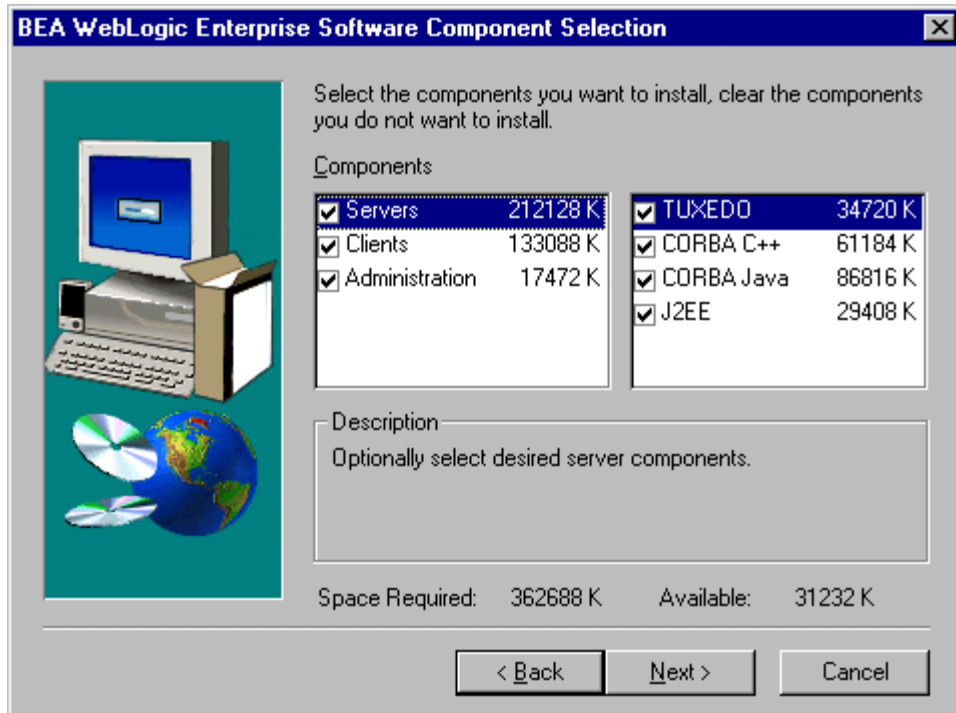 BEA WebLogic Enterprise Software Component Selection
Select the components you want to install, clear the components
you do not want to install.
Components
Servers 212128 K
Clients 133088 K
Administration 17472 K
TUXEDO 34720 K
CORBA C++ 61184 K
CORBA Java 86816 K
J2EE 29408 K
Description
Optionally select desired server components.
Space Required: 362688 K Available: 31232 K
< Back Next > Cancel